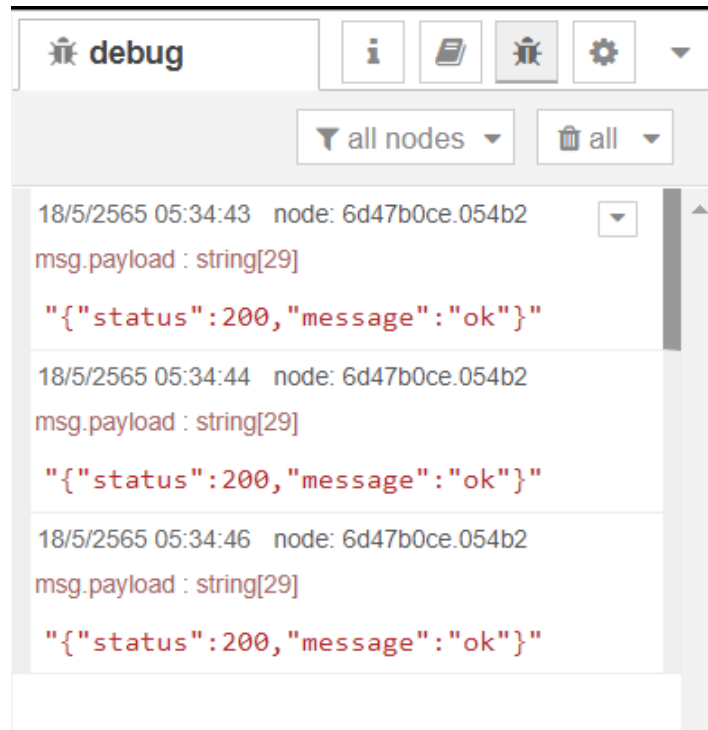 debug
i
all nodes
all
18/5/2565 05:34:43 node: 6d47b0ce.054b2
msg.payload : string[29]
"{"status":200,"message":"ok"}"
18/5/2565 05:34:44 node: 6d47b0ce.054b2
msg.payload : string[29]
"{"status":200,"message":"ok"}"
18/5/2565 05:34:46 node: 6d47b0ce.054b2
msg.payload : string[29]
"{"status":200,"message":"ok"}"